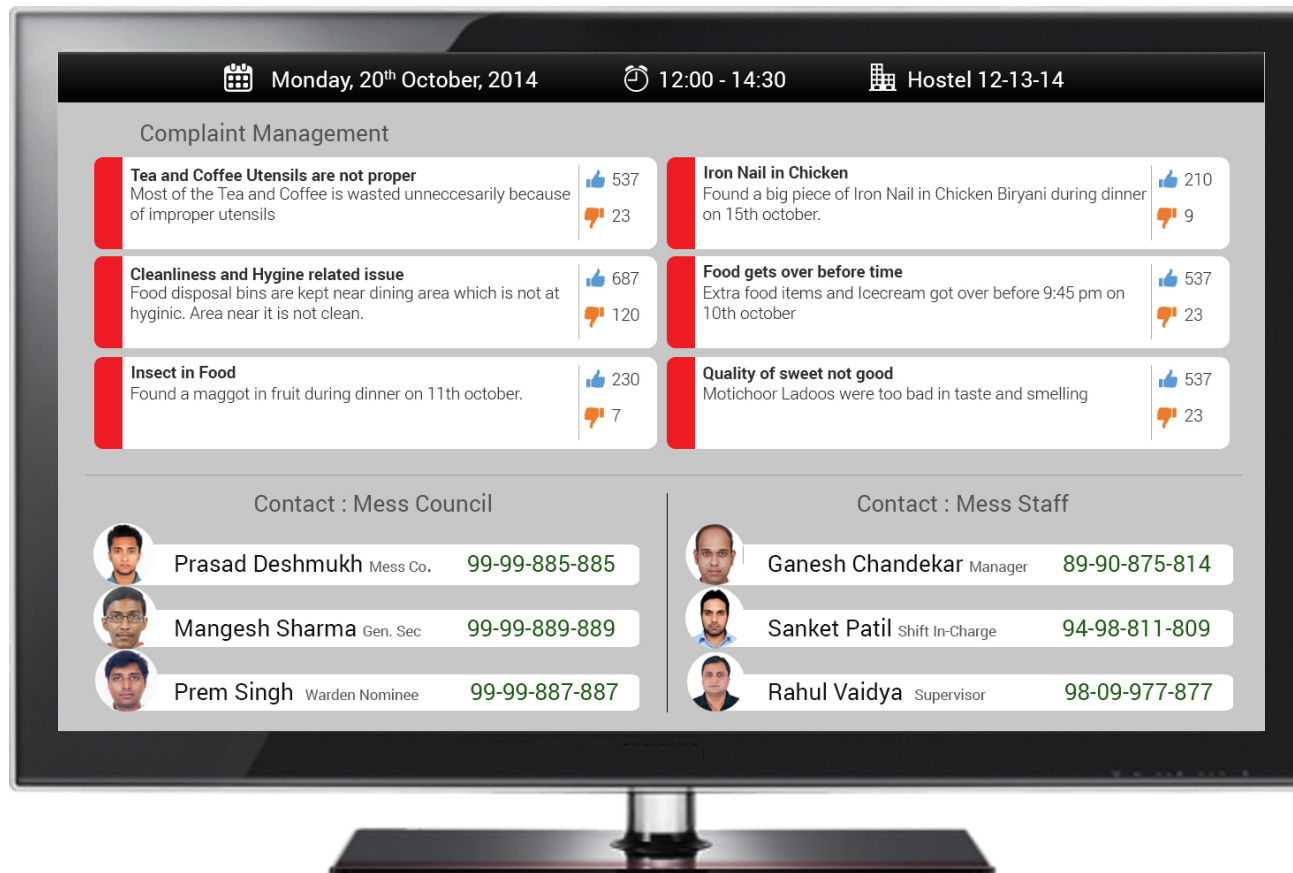 Monday, 20th October, 2014
12:00 - 14:30
Hostel 12-13-14
Complaint Management
Tea and Coffee Utensils are not proper
Most of the Tea and Coffee is wasted unneccesarily because
of improper utensils
537
23
Iron Nail in Chicken
Found a big piece of Iron Nail in Chicken Biryani during dinner
on 15th october.
210
9
Cleanliness and Hygine related issue
Food disposal bins are kept near dining area which is not at
hyginic. Area near it is not clean.
687
120
Food gets over before time
Extra food items and Icecream got over before 9:45 pm on
10th october
537
23
Insect in Food
Found a maggot in fruit during dinner on 11th october.
230
7
Quality of sweet not good
Motichoor Ladoos were too bad in taste and smelling
537
23
Contact : Mess Council
Prasad Deshmukh Mess Co. 99-99-885-885
Mangesh Sharma Gen. Sec 99-99-889-889
Prem Singh Warden Nominee 99-99-887-887
Contact : Mess Staff
Ganesh Chandekar Manager 89-90-875-814
Sanket Patil Shift In-Charge 94-98-811-809
Rahul Vaidya Supervisor 98-09-977-877